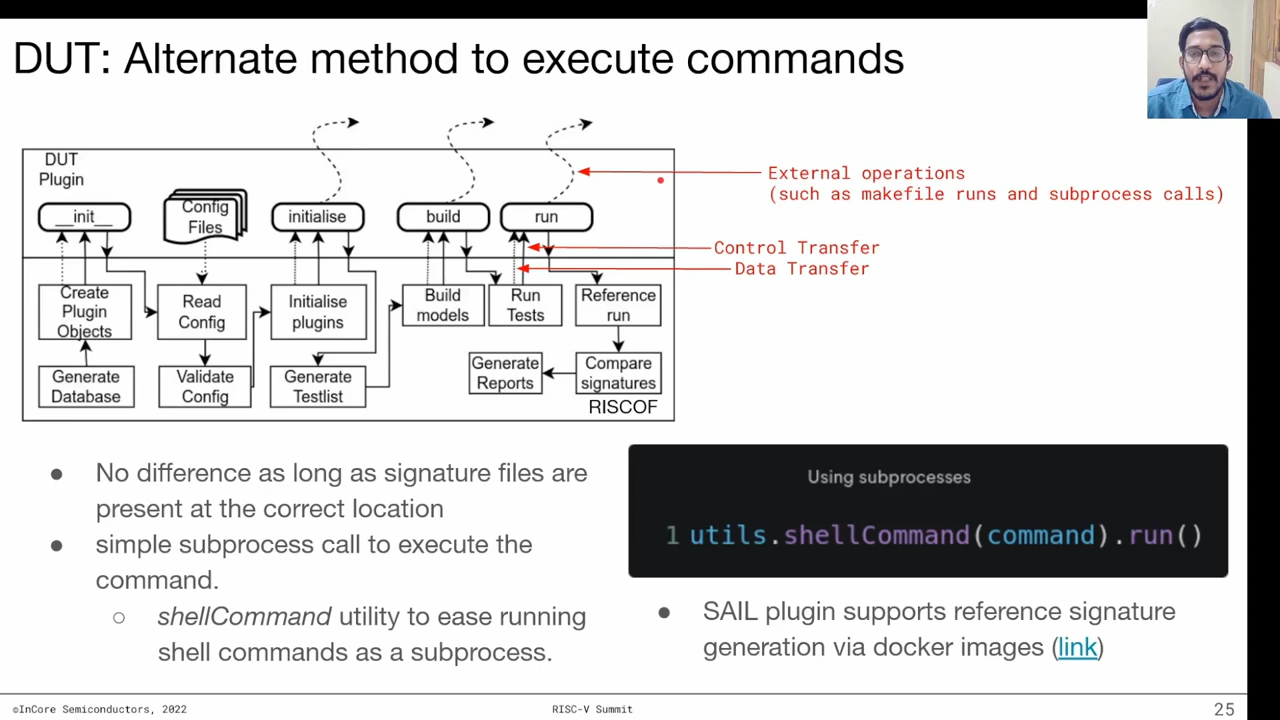 DUT: Alternate method to execute commands
DUT
Plugin
External operations
(such as makefile runs and subprocess calls)
__init__
Config
Files
initialise
build
run
Control Transfer
Data Transfer
Create
Plugin
Objects
Read
Config
Initialise
plugins
Build
models
Run
Tests
Reference
run
Generate
Database
Validate
Config
Generate
Testlist
Generate
Reports
Compare
signatures
RISCOF
● No difference as long as signature files are
present at the correct location
● simple subprocess call to execute the
command.
○ shellCommand utility to ease running
shell commands as a subprocess.
Using subprocesses
1 utils.shellCommand(command).run()
● SAIL plugin supports reference signature
generation via docker images (link)
©InCore Semiconductors, 2022
RISC-V Summit
25